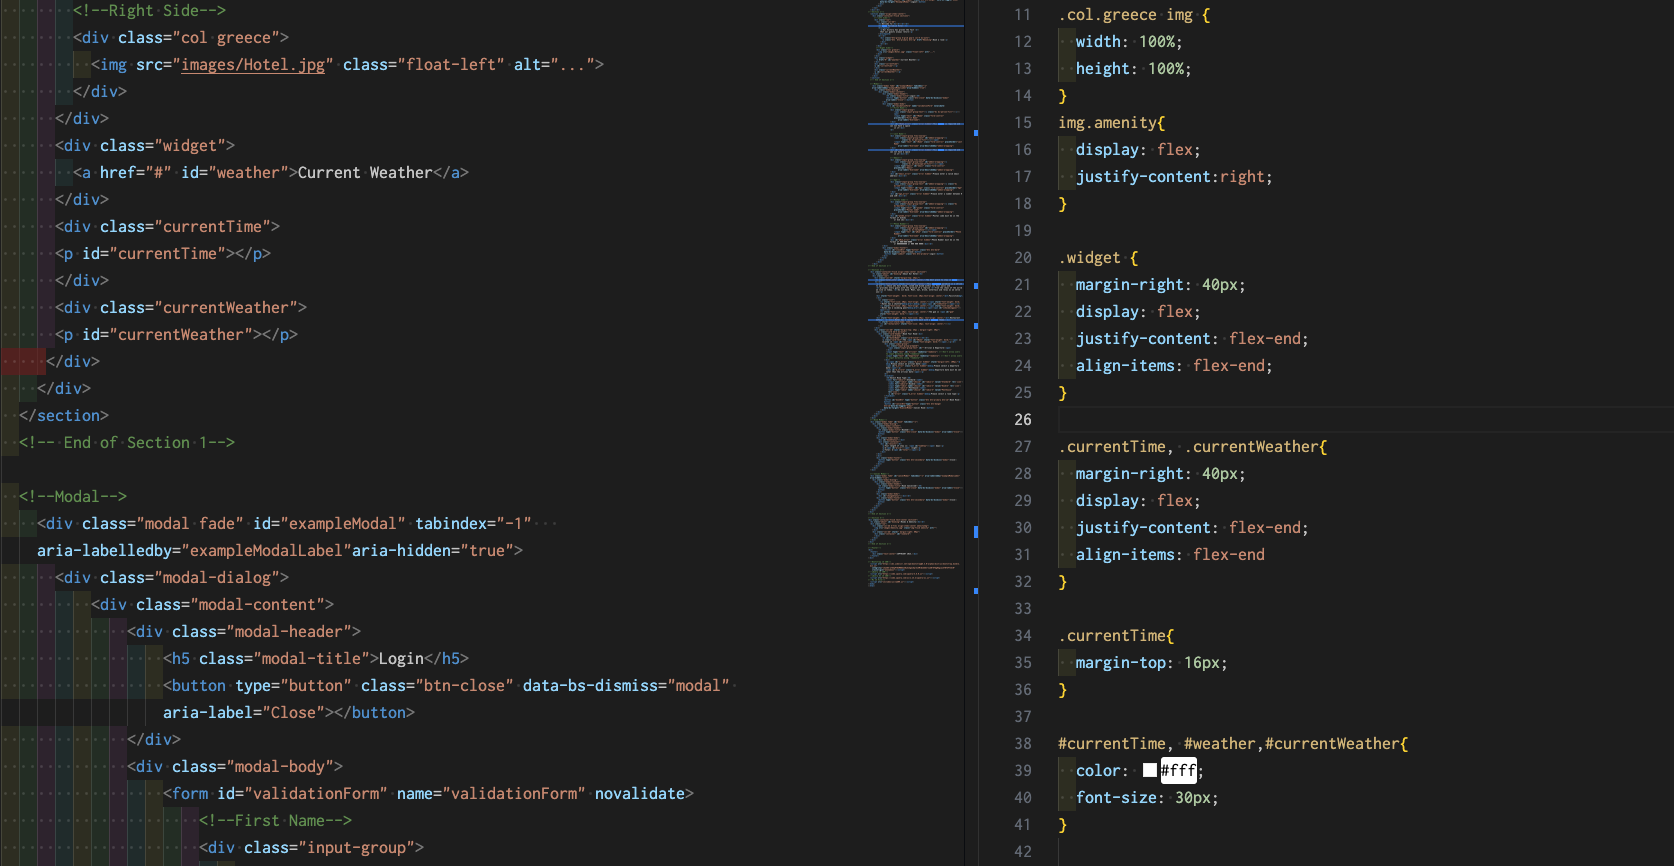 <!--Right Side-->
<div class="col greece">
<img src="images/Hotel.jpg" class="float-left" alt="...">
</div>
</div>
<div class="widget">
<a href="#" id="weather">Current Weather</a>
</div>
<div class="currentTime">
<p id="currentTime"></p>
</div>
<div class="currentWeather">
<p id="currentWeather"></p>
</div>
</div>
</section>
<!-- End of Section 1-->
<!--Modal-->
<div class="modal fade" id="exampleModal" tabindex="-1"
aria-labelledby="exampleModalLabel"aria-hidden="true">
<div class="modal-dialog">
<div class="modal-content">
<div class="modal-header">
<h5 class="modal-title">Login</h5>
<button type="button" class="btn-close" data-bs-dismiss="modal"
aria-label="Close"></button>
</div>
<div class="modal-body">
<form id="validationForm" name="validationForm" novalidate>
<!--First Name-->
<div class="input-group">
11 .col.greece img {
12 width: 100%;
13 height: 100%;
14 }
15 img.amenity{
16 display: flex;
17 justify-content:right;
18 }
19
20 .widget {
21 margin-right: 40px;
22 display: flex;
23 justify-content: flex-end;
24 align-items: flex-end;
25 }
26
27 .currentTime, .currentWeather{
28 margin-right: 40px;
29 display: flex;
30 justify-content: flex-end;
31 align-items: flex-end
32 }
33
34 .currentTime{
35 margin-top: 16px;
36 }
37
38 #currentTime, #weather,#currentWeather{
39 color: #fff;
40 font-size: 30px;
41 }
42